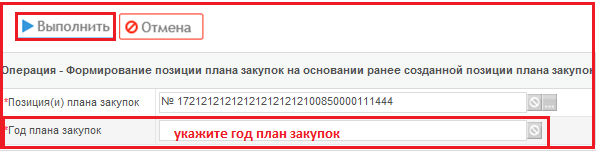 Выполнить Отмена
Операция - Формирование позиции плана закупок на основании ранее созданной позиции плана закупок
*Позиция(и) плана закупок № 172121212121212121212100850000111444 ...
*Год плана закупок укажите год план закупок